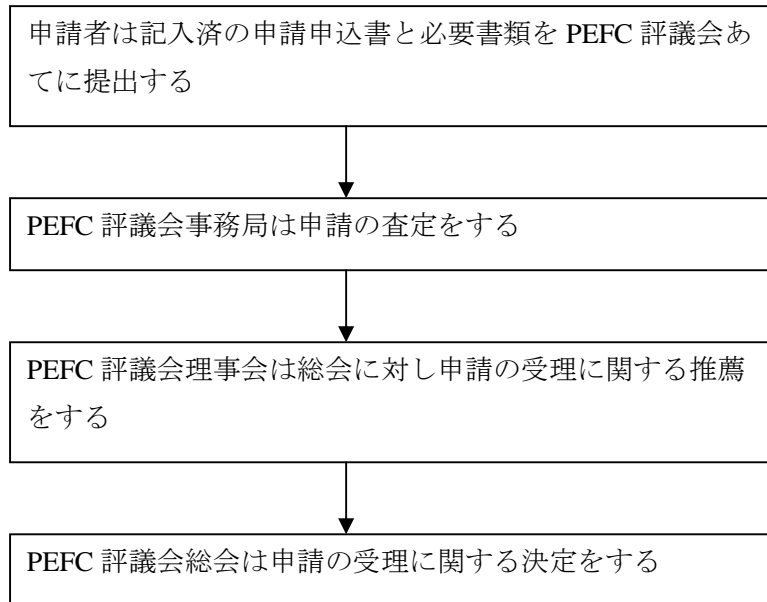 申請者は記入済の申請申込書と必要書類を PEFC 評議会あ
てに提出する
PEFC 評議会事務局は申請の査定をする
PEFC 評議会理事会は総会に対し申請の受理に関する推薦
をする
PEFC 評議会総会は申請の受理に関する決定をする